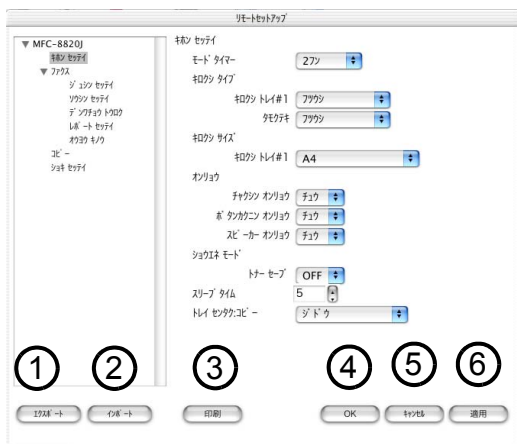 リモートセットアップ
MFC-8820J
キホン セッテイ
ファクス
ジュシン セッテイ
ソウシン セッテイ
デンワチョウ トウロク
レポート セッテイ
オウヨウ キノウ
コピー
ショキ セッテイ
キホン セッテイ
モードタイマー 2フン
キロクシ タイプ
キロクシ トレイ#1 フツウシ
タモクテキ フツウシ
キロクシ サイズ
キロクシ トレイ#1 A4
オンリョウ
チャクシン オンリョウ チュウ
ボタンカクニン オンリョウ チュウ
スピーカー オンリョウ チュウ
ショウエネ モード
トナー セーブ OFF
スリープ タイム 5
トレイ センタク:コピー ジドウ
1 2 3 4 5 6
エクスポート インポート 印刷 OK キャンセル 適用